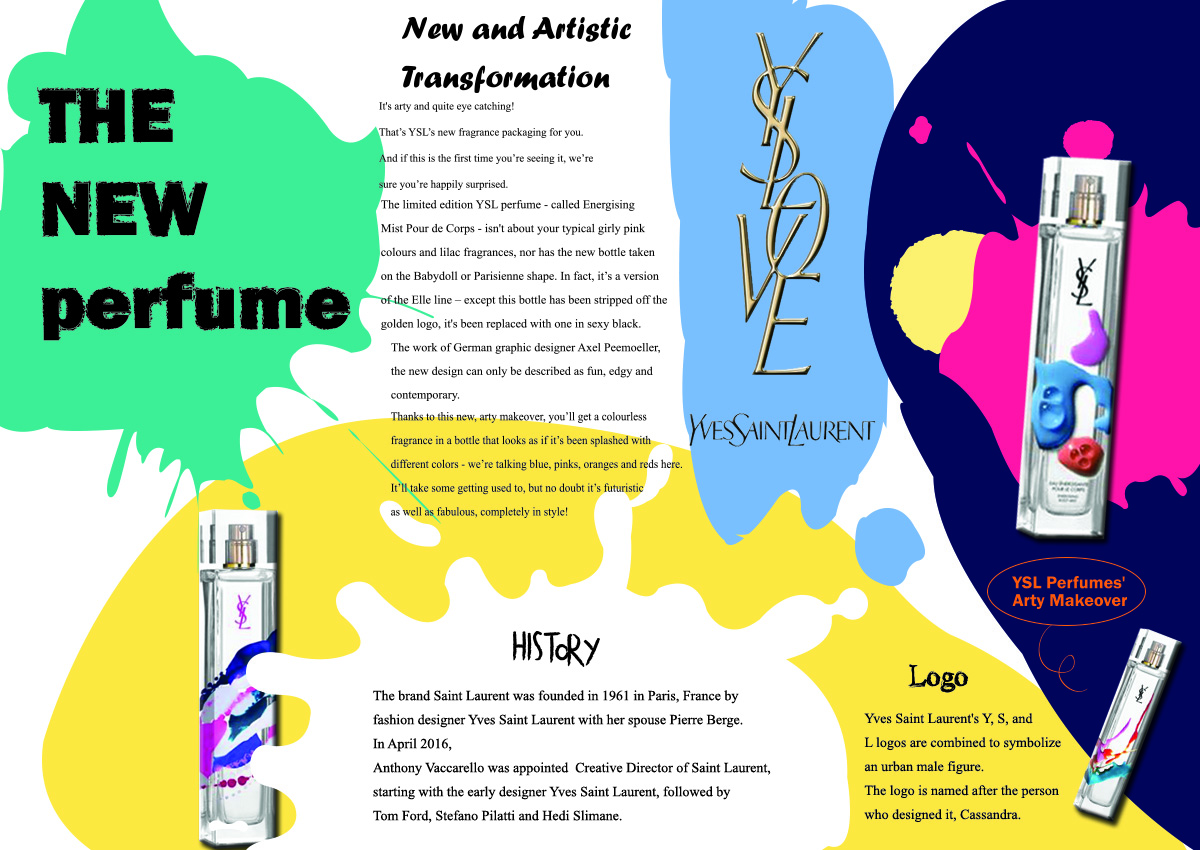 THE
NEW
perfume
New and Artistic
Transformation
It's arty and quite eye catching!
That's YSL's new fragrance packaging for you.
And if this is the first time you're seeing it, we're
sure you're happily surprised.
The limited edition YSL perfume - called Energising
Mist Pour de Corps - isn't about your typical girly pink
colours and lilac fragrances, nor has the new bottle taken
on the Babydoll or Parisienne shape. In fact, it's a version
of the Elle line – except this bottle has been stripped off the
golden logo, it's been replaced with one in sexy black.
The work of German graphic designer Axel Peemoeller,
the new design can only be described as fun, edgy and
contemporary.
Thanks to this new, arty makeover, you'll get a colourless
fragrance in a bottle that looks as if it's been splashed with
different colors - we're talking blue, pinks, oranges and reds here.
It'll take some getting used to, but no doubt it's futuristic
as well as fabulous, completely in style!
YSL
LOVE
YVESSAINTLAURENT
YSL
EAU ÉNERGISANTE
POUR LE CORPS
ENERGISING
BODY MIST
YSL Perfumes'
Arty Makeover
YSL
YSL
HISTORY
The brand Saint Laurent was founded in 1961 in Paris, France by
fashion designer Yves Saint Laurent with her spouse Pierre Berge.
In April 2016,
Anthony Vaccarello was appointed  Creative Director of Saint Laurent,
starting with the early designer Yves Saint Laurent, followed by
Tom Ford, Stefano Pilatti and Hedi Slimane.
Logo
Yves Saint Laurent's Y, S, and
L logos are combined to symbolize
an urban male figure.
The logo is named after the person
who designed it, Cassandra.